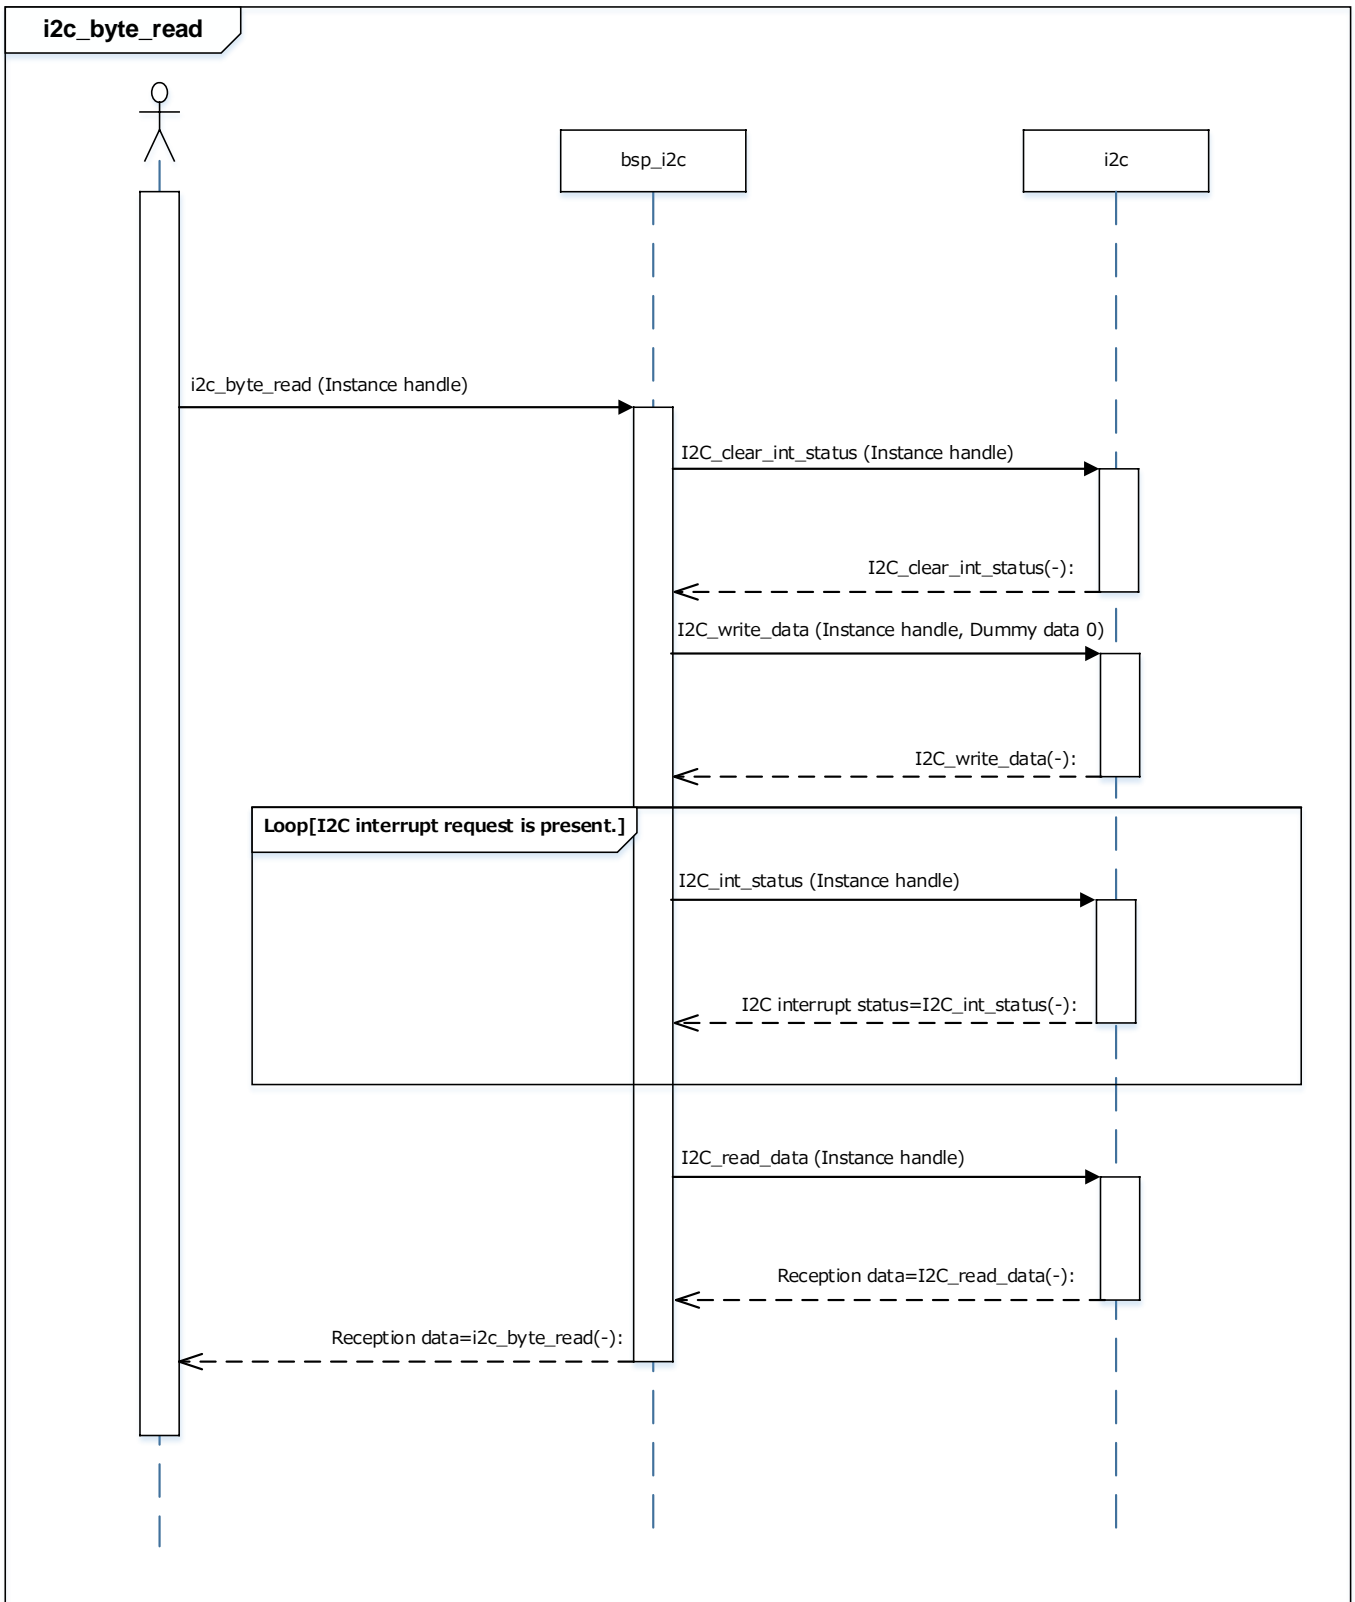 i2c_byte_read
bsp_i2c
i2c
i2c_byte_read (Instance handle)
I2C_clear_int_status (Instance handle)
I2C_clear_int_status(-):
I2C_write_data (Instance handle, Dummy data 0)
I2C_write_data(-):
Loop[I2C interrupt request is present.]
I2C_int_status (Instance handle)
I2C interrupt status=I2C_int_status(-):
I2C_read_data (Instance handle)
Reception data=I2C_read_data(-):
Reception data=i2c_byte_read(-):